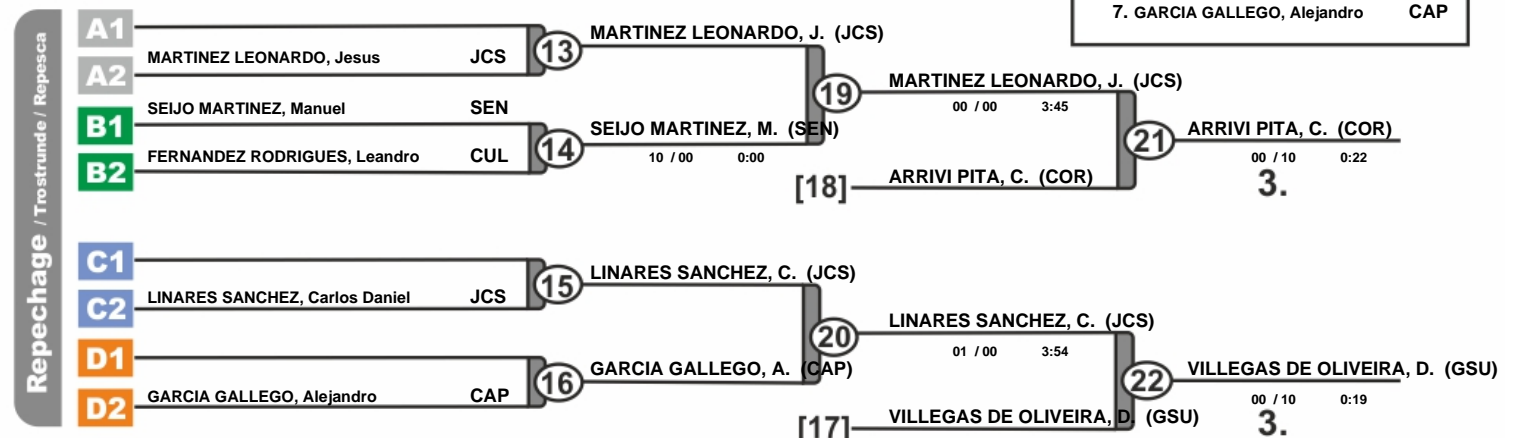 7. GARCIA GALLEGO, Alejandro CAP
Repechage / Trostrunde / Repesca
A1
MARTINEZ LEONARDO, J. (JCS)
13
MARTINEZ LEONARDO, Jesus JCS
A2
MARTINEZ LEONARDO, J. (JCS)
19
00 / 00 3:45
SEIJO MARTINEZ, Manuel SEN
B1
SEIJO MARTINEZ, M. (SEN)
14
10 / 00 0:00
FERNANDEZ RODRIGUES, Leandro CUL
B2
21
ARRIVI PITA, C. (COR)
00 / 10 0:22
3.
[18] ARRIVI PITA, C. (COR)
C1
LINARES SANCHEZ, C. (JCS)
15
LINARES SANCHEZ, Carlos Daniel JCS
C2
LINARES SANCHEZ, C. (JCS)
20
01 / 00 3:54
D1
GARCIA GALLEGO, A. (CAP)
16
GARCIA GALLEGO, Alejandro CAP
D2
22
VILLEGAS DE OLIVEIRA, D. (GSU)
00 / 10 0:19
3.
[17] VILLEGAS DE OLIVEIRA, D. (GSU)